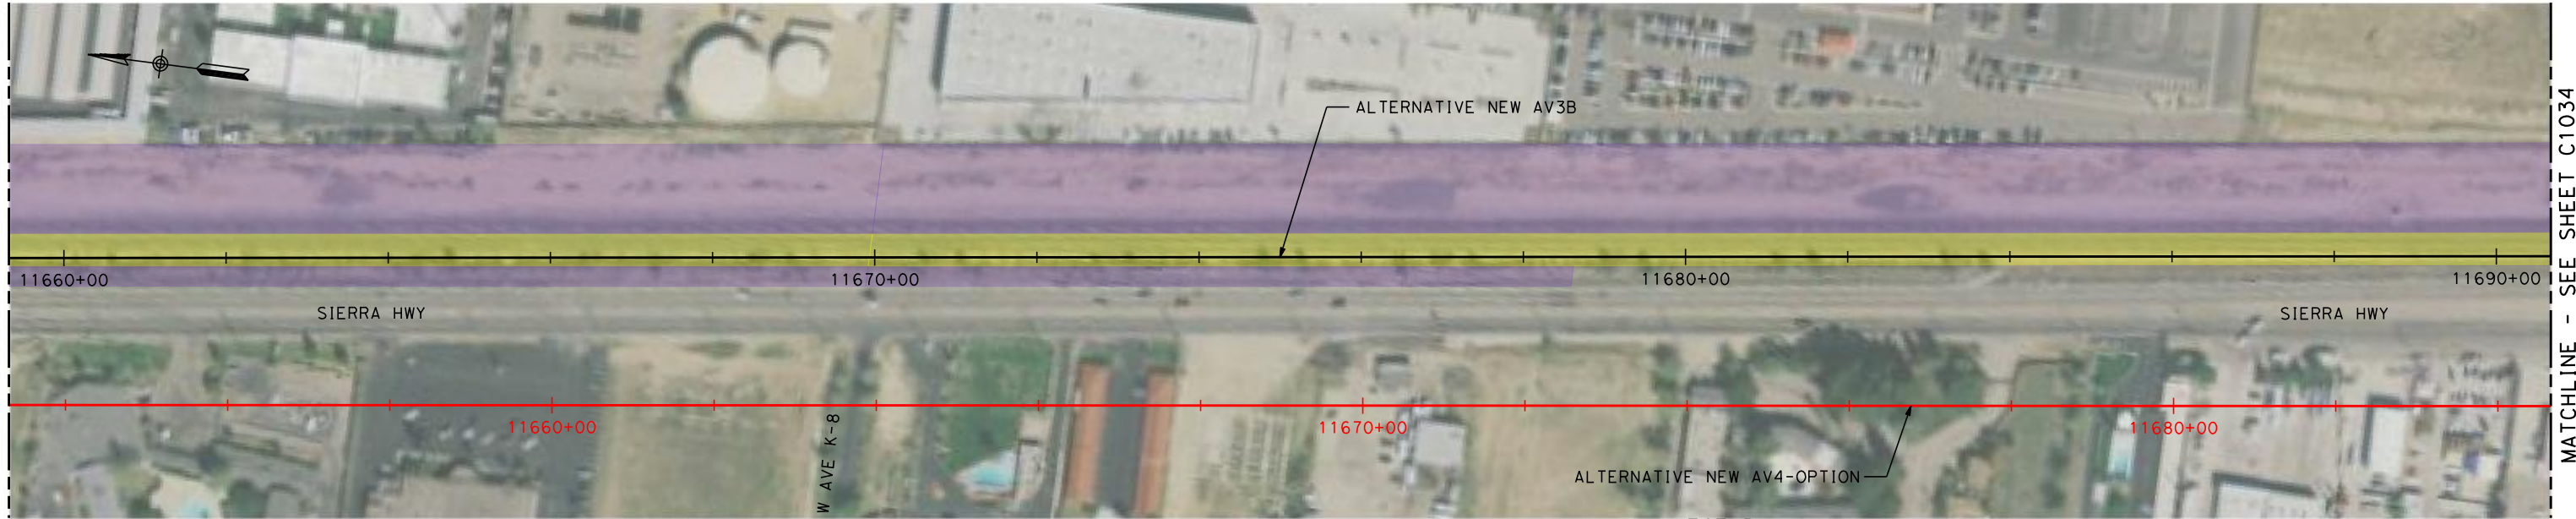 ALTERNATIVE NEW AV3B
11660+00
11670+00
11680+00
11690+00
SIERRA HWY
SIERRA HWY
11660+00
11670+00
11680+00
W AVE K-8
ALTERNATIVE NEW AV4-OPTION
MATCHLINE - SEE SHEET C1034